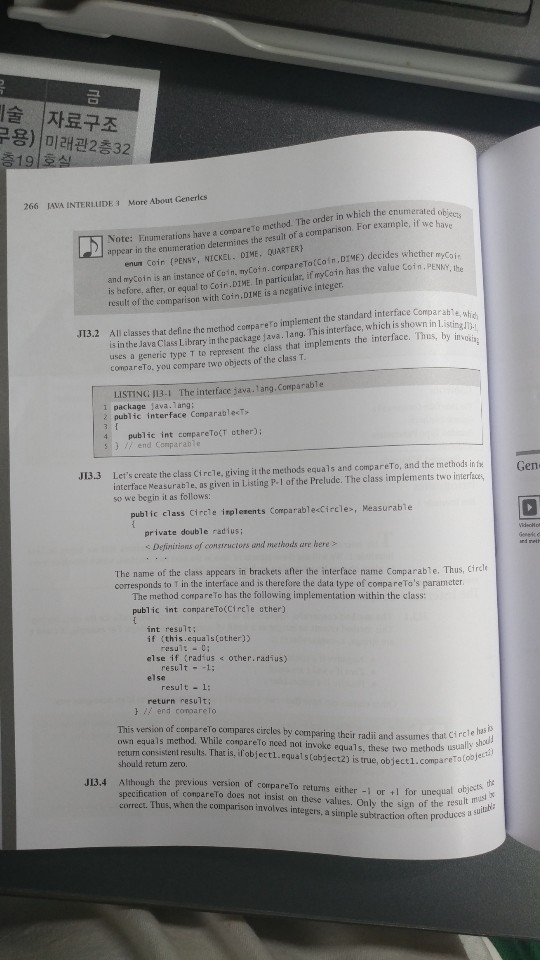 금
자료구조
미래관2층32
호실
층19
266 JAVA INTERLUDE 3 More About Generics
Note: Enumerations have a compareTo method. The order in which the enumerated objects
appear in the enumeration determines the result of a comparison. For example, if we have
enum Coin {PENNY, NICKEL, DIME, QUARTER}
and myCoin is an instance of Coin, myCoin.compareTo(Coin.DIME) decides whether myCoin
is before, after, or equal to Coin.DIME. In particular, if myCoin has the value Coin.PENNY, the
result of the comparison with Coin.DIME is a negative integer.
JI3.2 All classes that define the method compareTo implement the standard interface Comparable, which
is in the Java Class Library in the package java.lang. This interface, which is shown in Listing JI3-1,
uses a generic type T to represent the class that implements the interface. Thus, by invoking
compareTo, you compare two objects of the class T.
LISTING JI3-1 The interface java.lang.Comparable
1 package java.lang;
2 public interface Comparable<T>
3 {
4 public int compareTo(T other);
5 } // end Comparable
JI3.3 Let's create the class Circle, giving it the methods equals and compareTo, and the methods in the
interface Measurable, as given in Listing P-1 of the Prelude. The class implements two interfaces,
so we begin it as follows:
public class Circle implements Comparable<Circle>, Measurable
{
private double radius;
< Definitions of constructors and methods are here >
. . .
The name of the class appears in brackets after the interface name Comparable. Thus, Circle
corresponds to T in the interface and is therefore the data type of compareTo's parameter.
The method compareTo has the following implementation within the class:
public int compareTo(Circle other)
{
int result;
if (this.equals(other))
result = 0;
else if (radius < other.radius)
result = -1;
else
result = 1;
return result;
} // end compareTo
This version of compareTo compares circles by comparing their radii and assumes that Circle has its
own equals method. While compareTo need not invoke equals, these two methods usually should
return consistent results. That is, if object1.equals(object2) is true, object1.compareTo(object2)
should return zero.
JI3.4 Although the previous version of compareTo returns either -1 or +1 for unequal objects, the
specification of compareTo does not insist on these values. Only the sign of the result must be
correct. Thus, when the comparison involves integers, a simple subtraction often produces a suitable
Gen